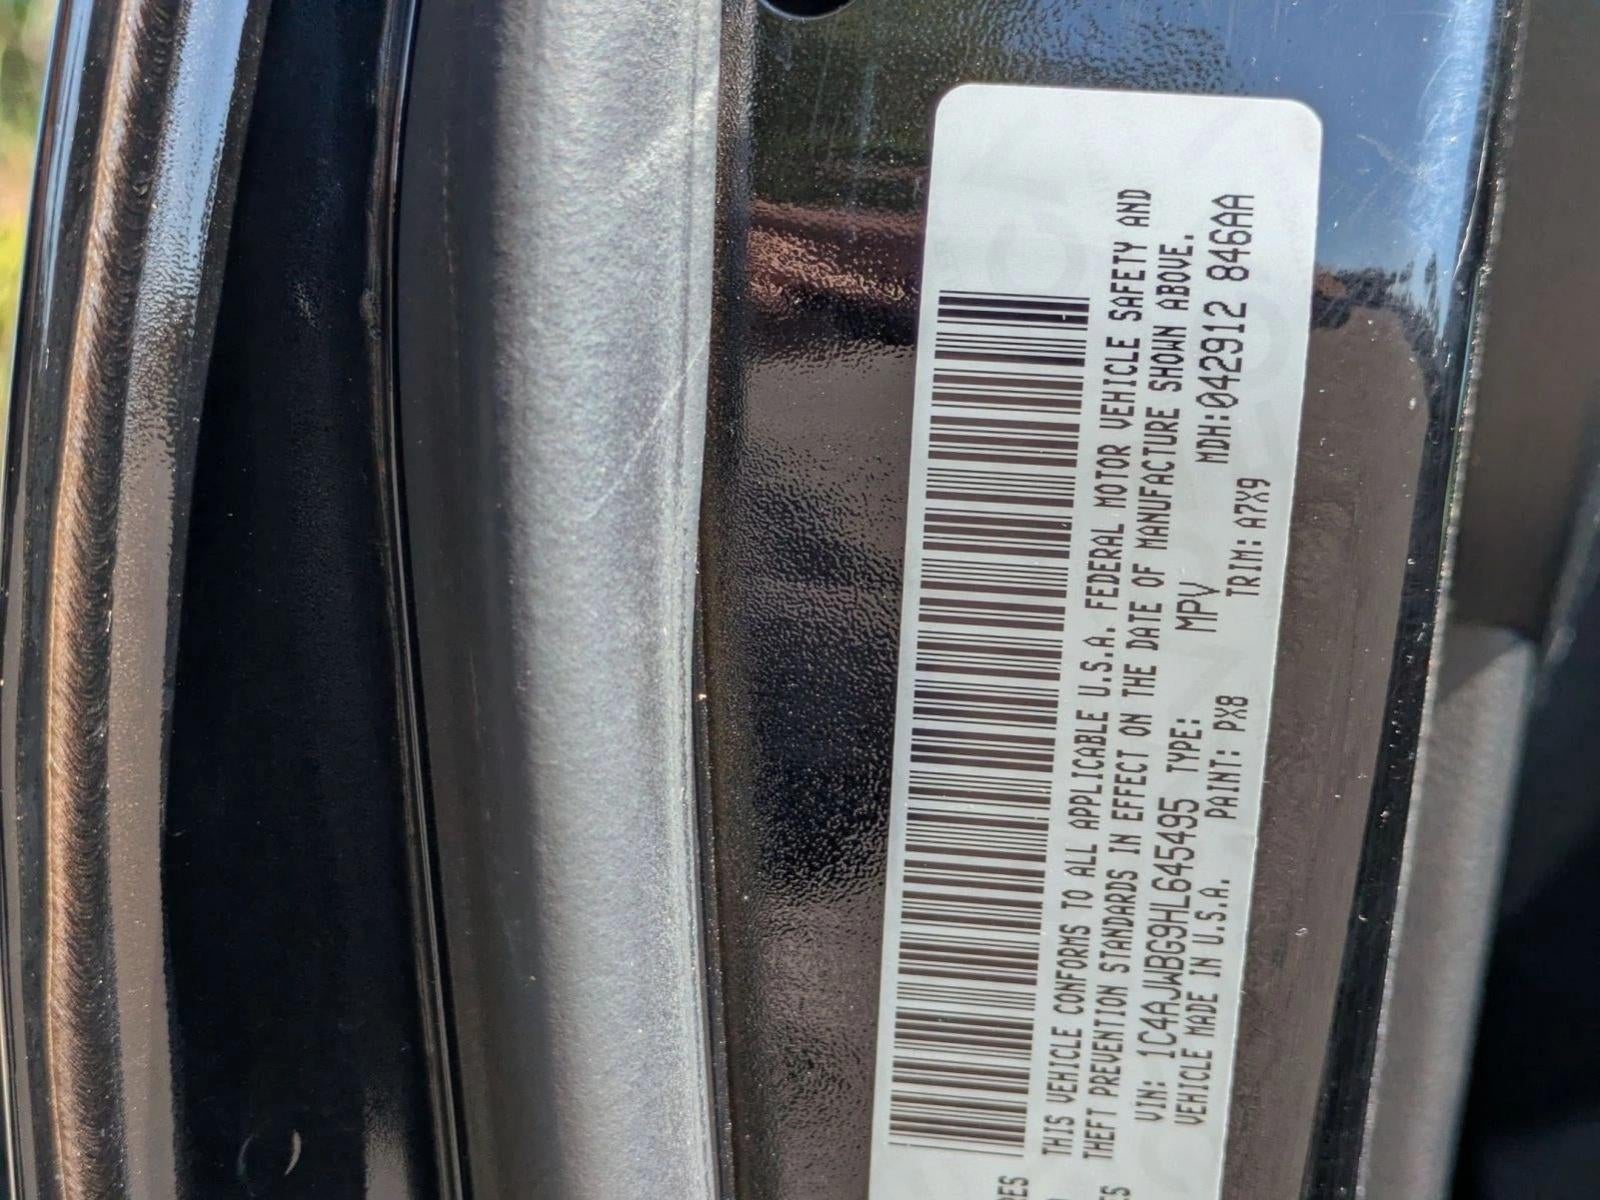 THIS VEHICLE CONFORMS TO ALL APPLICABLE U.S.A. FEDERAL MOTOR VEHICLE SAFETY AND
THEFT PREVENTION STANDARDS IN EFFECT ON THE DATE OF MANUFACTURE SHOWN ABOVE.
VIN: 1C4AJWBG9HL645495 TYPE: MPV MDH:042912 846AA
VEHICLE MADE IN U.S.A. PAINT: PX8 TRIM: A7X9